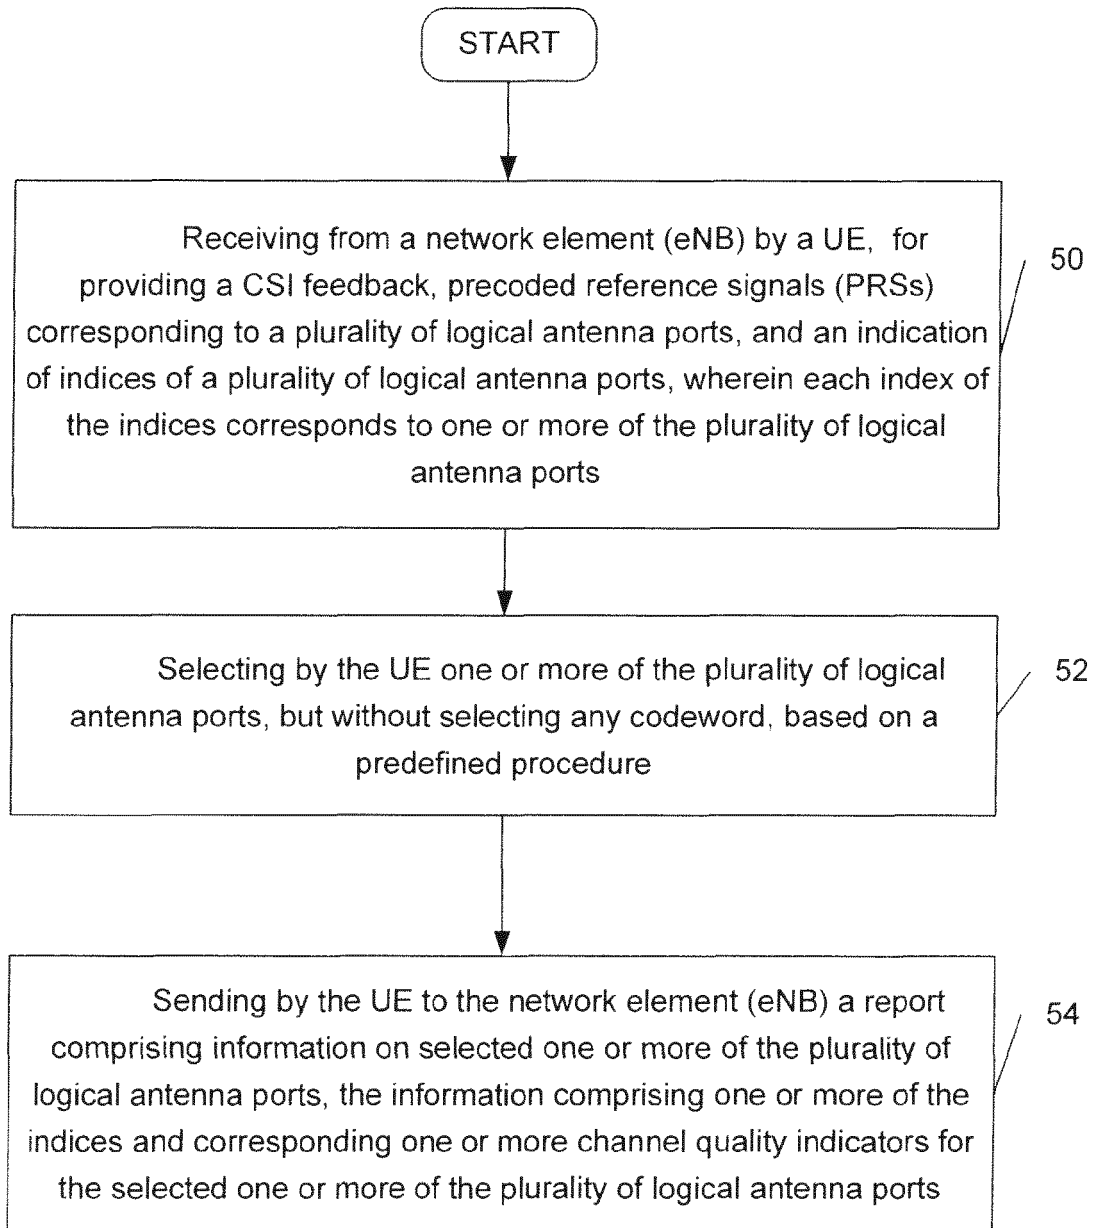 START
Receiving from a network element (eNB) by a UE, for
providing a CSI feedback, precoded reference signals (PRSs)
corresponding to a plurality of logical antenna ports, and an indication
of indices of a plurality of logical antenna ports, wherein each index of
the indices corresponds to one or more of the plurality of logical
antenna ports
50
Selecting by the UE one or more of the plurality of logical
antenna ports, but without selecting any codeword, based on a
predefined procedure
52
Sending by the UE to the network element (eNB) a report
comprising information on selected one or more of the plurality of
logical antenna ports, the information comprising one or more of the
indices and corresponding one or more channel quality indicators for
the selected one or more of the plurality of logical antenna ports
54